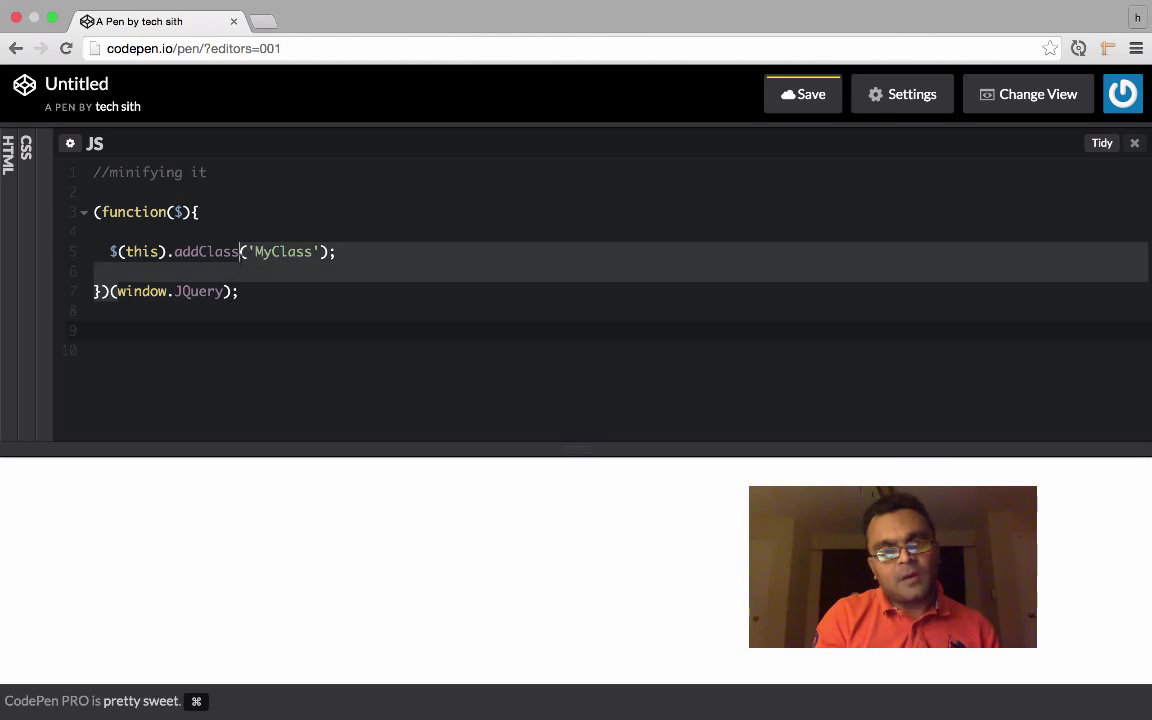 A Pen by tech sith
h
codepen.io/pen/?editors=001
Untitled
A PEN BY tech sith
Save
Settings
Change View
HTML
CSS
JS
Tidy
1 //minifying it
2
3 (function($){
4
5 $(this).addClass('MyClass');
6
7 })(window.JQuery);
8
9
10
CodePen PRO is pretty sweet. ⌘